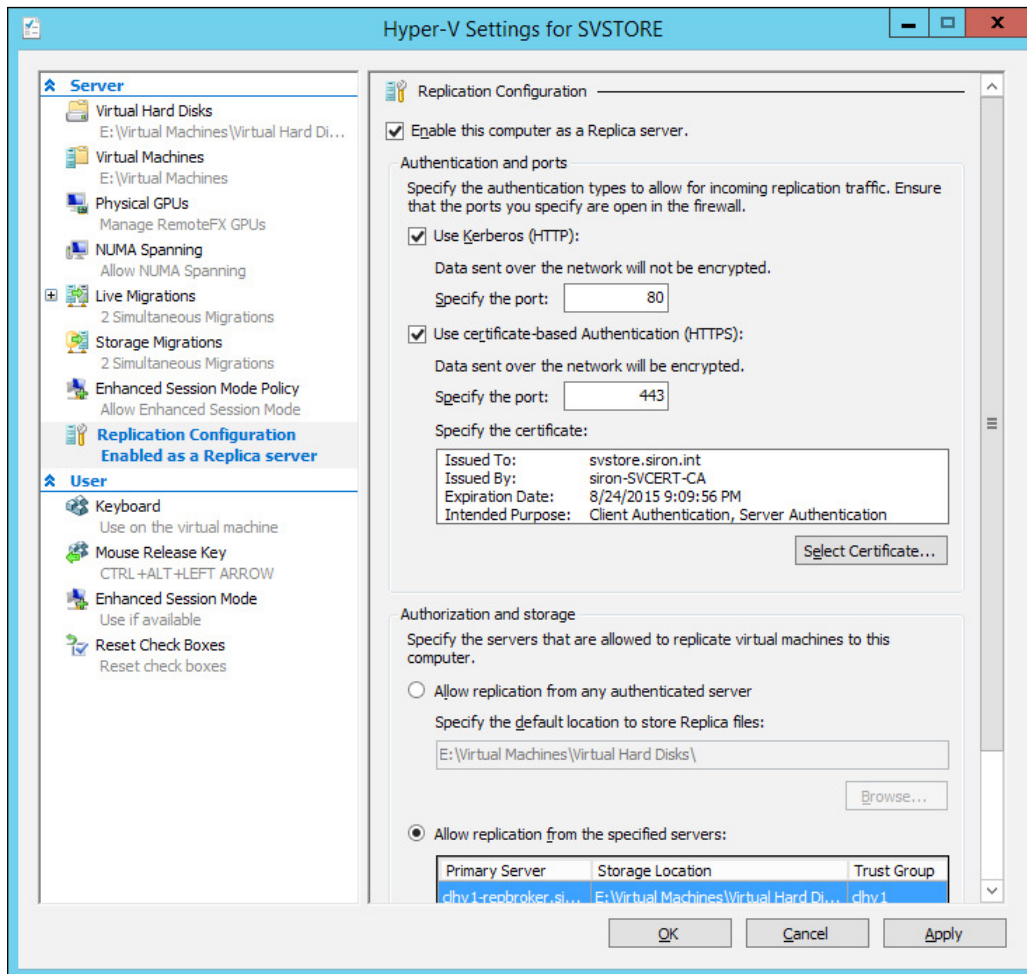 Hyper-V Settings for SVSTORE
Server
Virtual Hard Disks
E:\Virtual Machines\Virtual Hard Di...
Virtual Machines
E:\Virtual Machines
Physical GPUs
Manage RemoteFX GPUs
NUMA Spanning
Allow NUMA Spanning
Live Migrations
2 Simultaneous Migrations
Storage Migrations
2 Simultaneous Migrations
Enhanced Session Mode Policy
Allow Enhanced Session Mode
Replication Configuration
Enabled as a Replica server
User
Keyboard
Use on the virtual machine
Mouse Release Key
CTRL+ALT+LEFT ARROW
Enhanced Session Mode
Use if available
Reset Check Boxes
Reset check boxes
Replication Configuration
Enable this computer as a Replica server.
Authentication and ports
Specify the authentication types to allow for incoming replication traffic. Ensure
that the ports you specify are open in the firewall.
Use Kerberos (HTTP):
Data sent over the network will not be encrypted.
Specify the port: 80
Use certificate-based Authentication (HTTPS):
Data sent over the network will be encrypted.
Specify the port: 443
Specify the certificate:
Issued To: svstore.siron.int
Issued By: siron-SVCERT-CA
Expiration Date: 8/24/2015 9:09:56 PM
Intended Purpose: Client Authentication, Server Authentication
Select Certificate...
Authorization and storage
Specify the servers that are allowed to replicate virtual machines to this
computer.
Allow replication from any authenticated server
Specify the default location to store Replica files:
E:\Virtual Machines\Virtual Hard Disks\
Browse...
Allow replication from the specified servers:
Primary Server Storage Location Trust Group
clhv1-repbroker.si... E:\Virtual Machines\Virtual Hard Di... clhv1
OK Cancel Apply